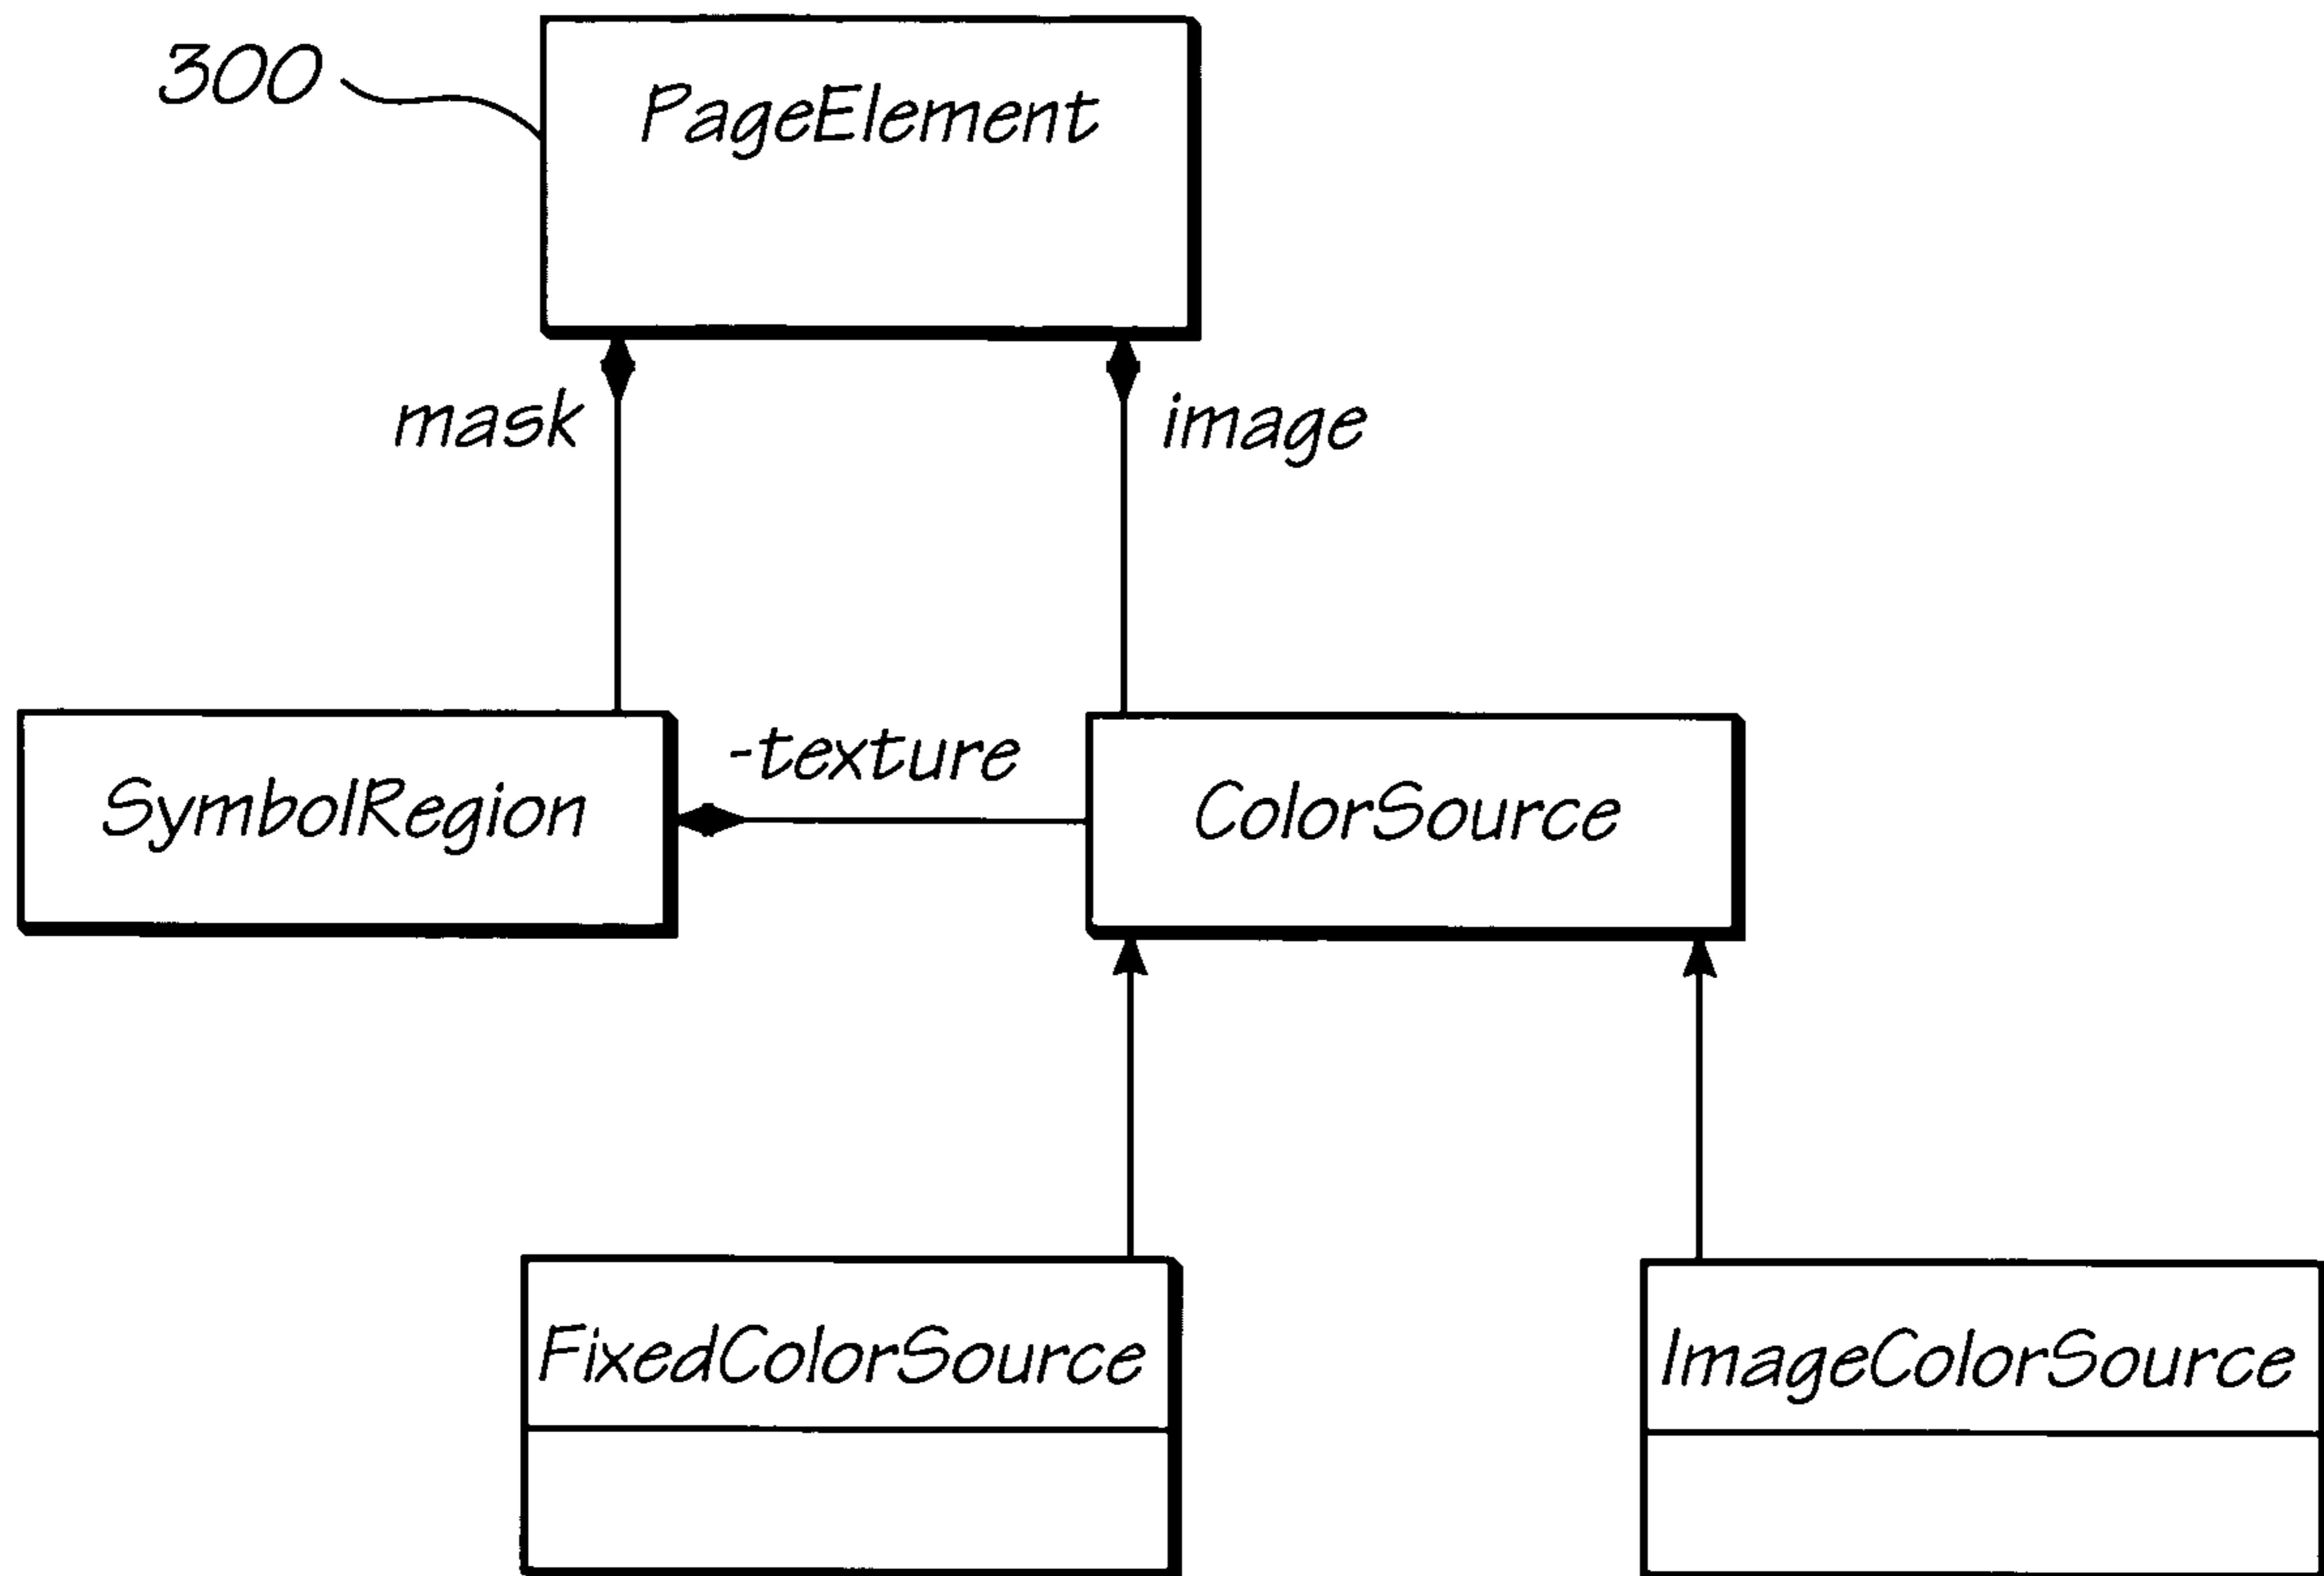 300
PageElement
mask
image
-texture
SymbolRegion
ColorSource
FixedColorSource
ImageColorSource